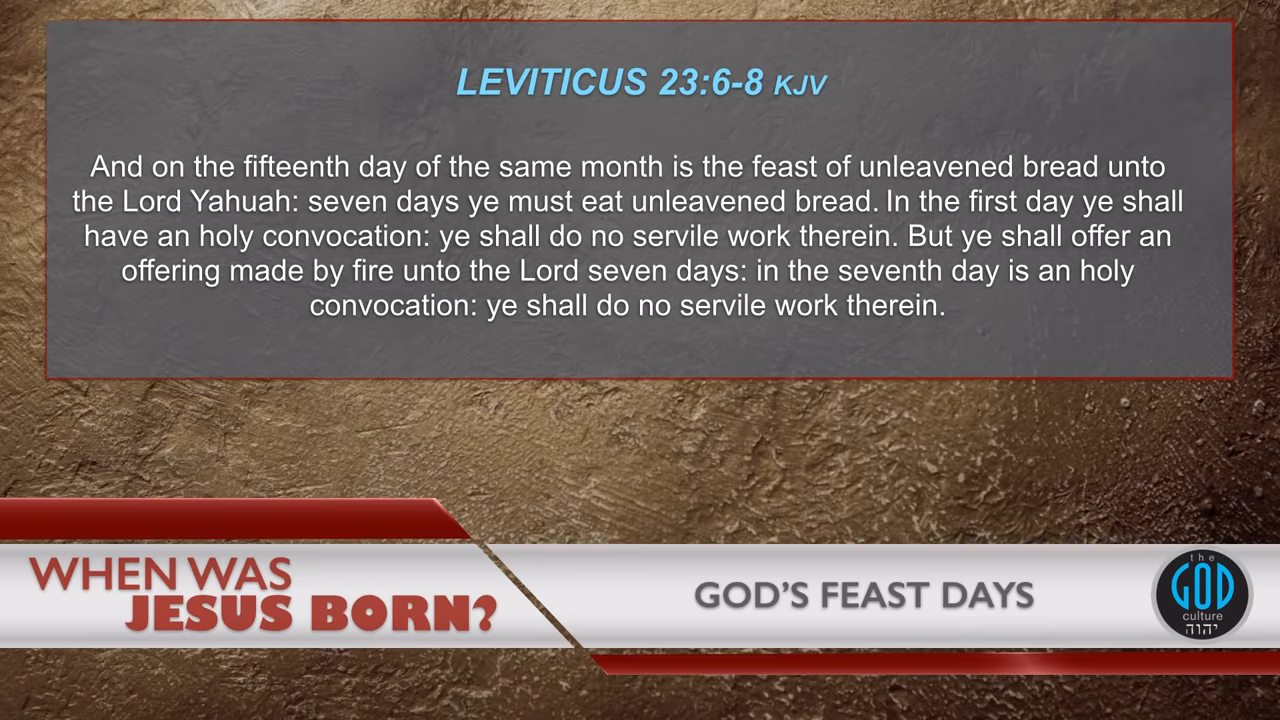 LEVITICUS 23:6-8 KJV
And on the fifteenth day of the same month is the feast of unleavened bread unto
the Lord Yahuah: seven days ye must eat unleavened bread. In the first day ye shall
have an holy convocation: ye shall do no servile work therein. But ye shall offer an
offering made by fire unto the Lord seven days: in the seventh day is an holy
convocation: ye shall do no servile work therein.
WHEN WAS
JESUS BORN?
GOD'S FEAST DAYS
the
GOD
culture
יהוה